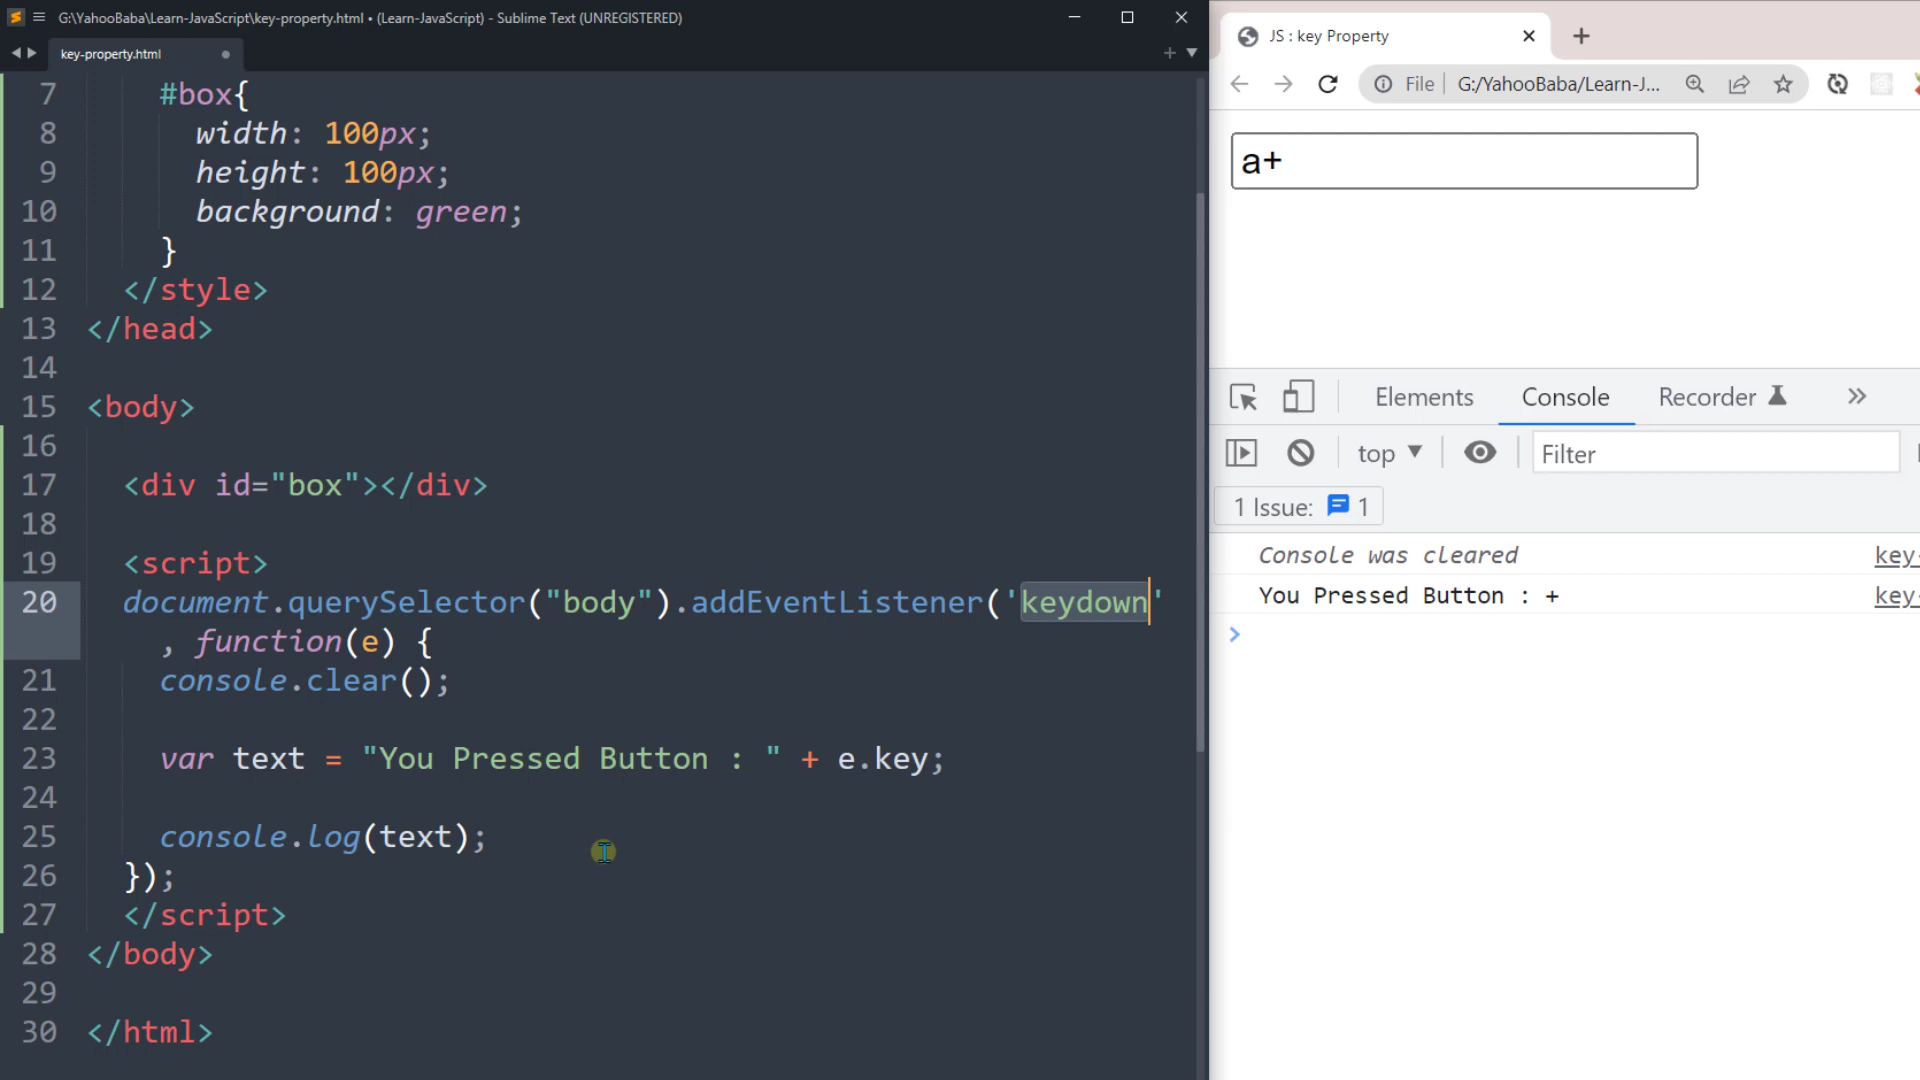 G:\YahooBaba\Learn-JavaScript\key-property.html • (Learn-JavaScript) - Sublime Text (UNREGISTERED)
key-property.html
7 #box{
8 width: 100px;
9 height: 100px;
10 background: green;
11 }
12 </style>
13 </head>
14
15 <body>
16
17 <div id="box"></div>
18
19 <script>
20 document.querySelector("body").addEventListener('keydown'
, function(e) {
21 console.clear();
22
23 var text = "You Pressed Button : " + e.key;
24
25 console.log(text);
26 });
27 </script>
28 </body>
29
30 </html>
JS : key Property
File G:/YahooBaba/Learn-J...
a+
Elements Console Recorder
top Filter
1 Issue: 1
Console was cleared key-
You Pressed Button : + key-